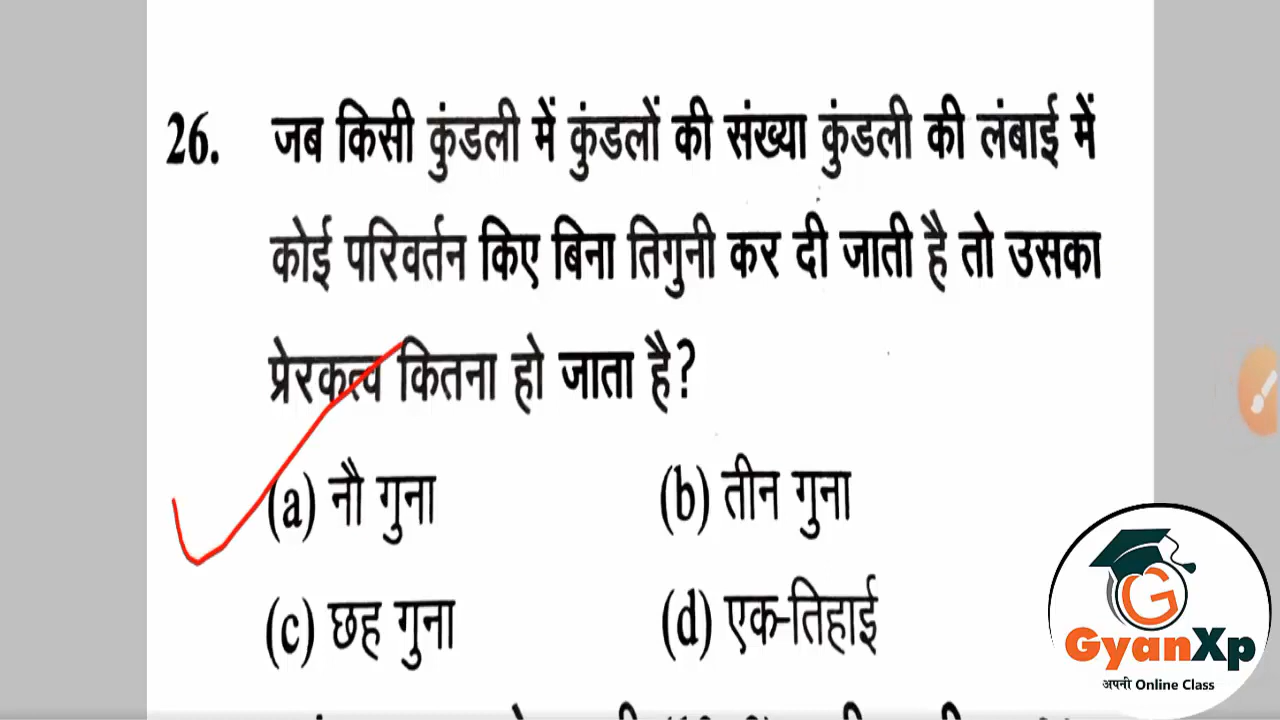 26. जब किसी कुंडली में कुंडलों की संख्या कुंडली की लंबाई में
कोई परिवर्तन किए बिना तिगुनी कर दी जाती है तो उसका
प्रेरकत्व कितना हो जाता है?
(a) नौ गुना (b) तीन गुना
(c) छह गुना (d) एक-तिहाई
G
GyanXp
अपनी Online Class